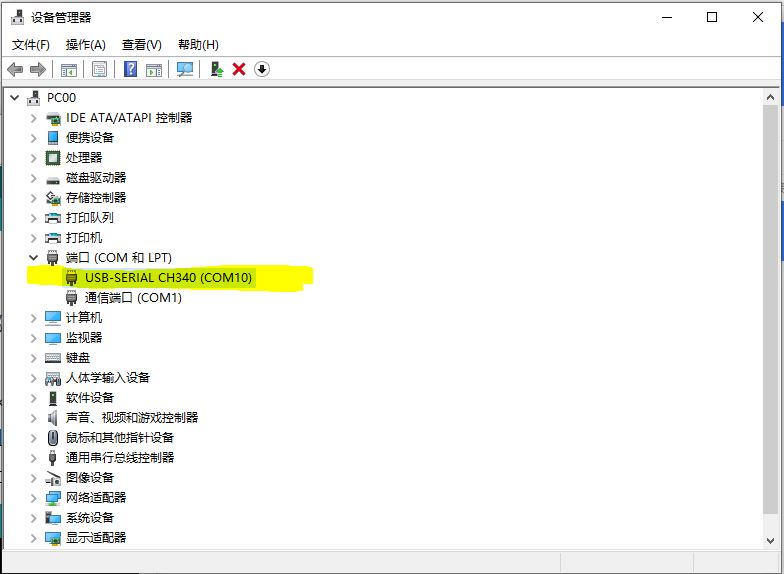 设备管理器
文件(F) 操作(A) 查看(V) 帮助(H)
PC00
IDE ATA/ATAPI 控制器
便携设备
处理器
磁盘驱动器
存储控制器
打印队列
打印机
端口 (COM 和 LPT)
USB-SERIAL CH340 (COM10)
通信端口 (COM1)
计算机
监视器
键盘
人体学输入设备
软件设备
声音、视频和游戏控制器
鼠标和其他指针设备
通用串行总线控制器
图像设备
网络适配器
系统设备
显示适配器